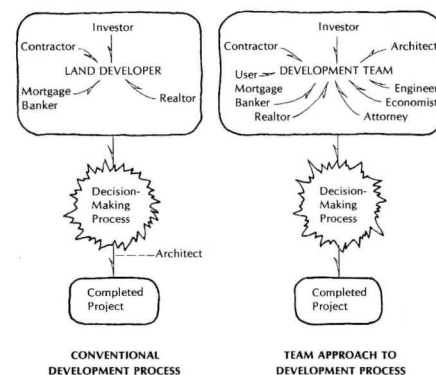 Investor
Contractor
LAND DEVELOPER
Mortgage
Banker
Realtor
Decision-
Making
Process
Architect
Completed
Project
CONVENTIONAL
DEVELOPMENT PROCESS
Investor
Contractor
Architect
User
DEVELOPMENT TEAM
Mortgage
Banker
Engineer
Economist
Realtor
Attorney
Decision-
Making
Process
Completed
Project
TEAM APPROACH TO
DEVELOPMENT PROCESS